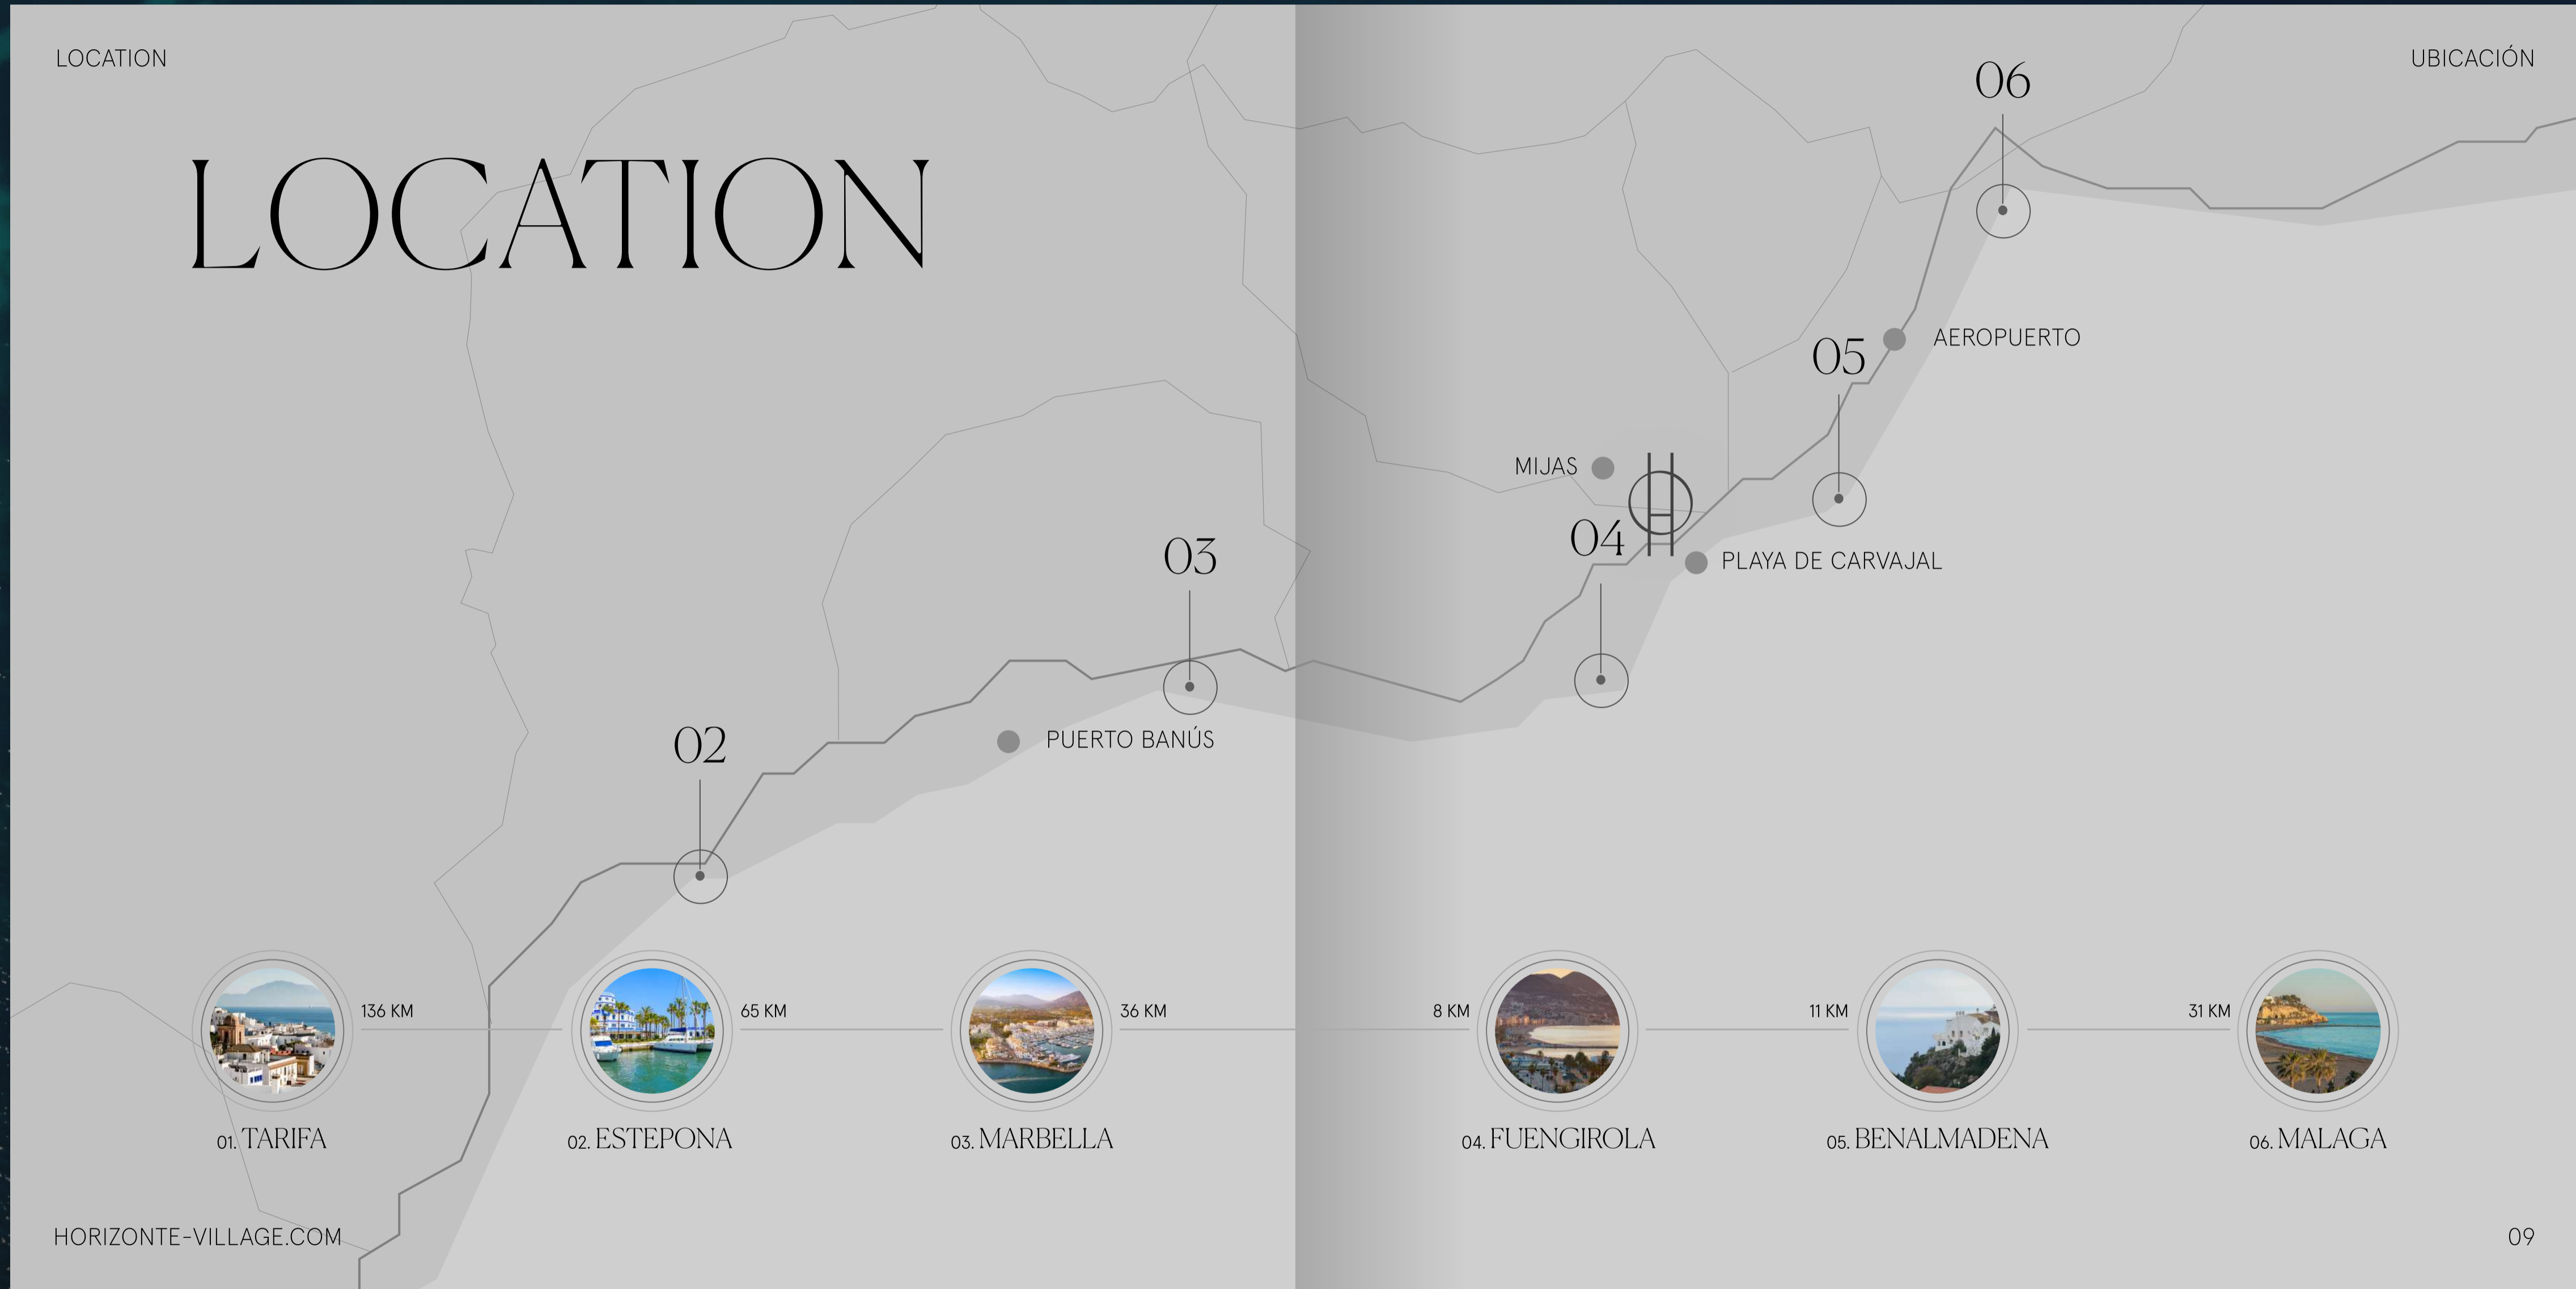 LOCATION
UBICACIÓN
LOCATION
06
AEROPUERTO
05
MIJAS
04
PLAYA DE CARVAJAL
03
PUERTO BANÚS
02
136 KM
65 KM
36 KM
8 KM
11 KM
31 KM
01. TARIFA
02. ESTEPONA
03. MARBELLA
04. FUENGIROLA
05. BENALMADENA
06. MALAGA
HORIZONTE-VILLAGE.COM
09